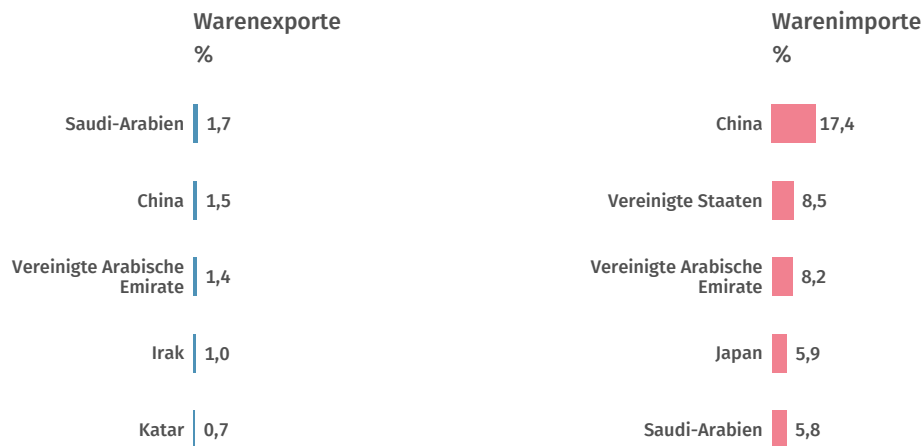 Warenexporte
%
Saudi-Arabien 1,7
China 1,5
Vereinigte Arabische
Emirate 1,4
Irak 1,0
Katar 0,7
Warenimporte
%
China 17,4
Vereinigte Staaten 8,5
Vereinigte Arabische
Emirate 8,2
Japan 5,9
Saudi-Arabien 5,8